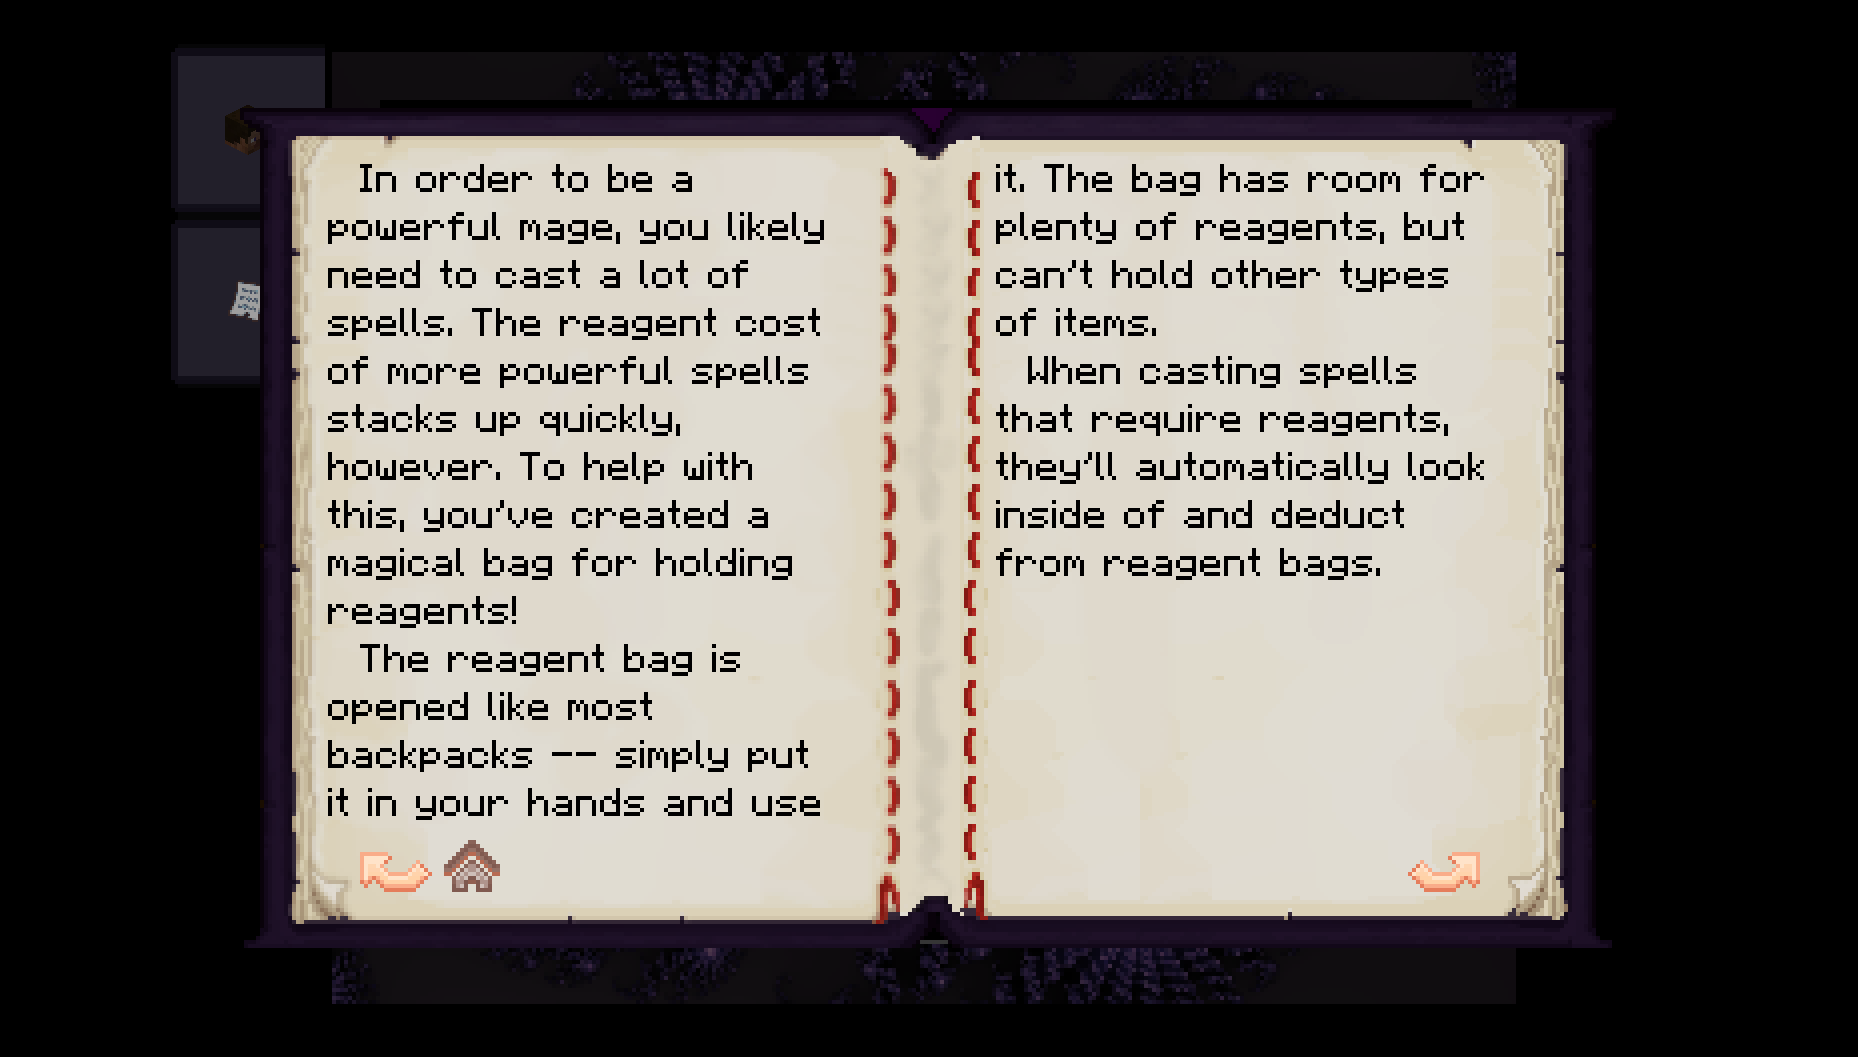 In order to be a
powerful mage, you likely
need to cast a lot of
spells. The reagent cost
of more powerful spells
stacks up quickly,
however. To help with
this, you've created a
magical bag for holding
reagents!
The reagent bag is
opened like most
backpacks -- simply put
it in your hands and use
it. The bag has room for
plenty of reagents, but
can't hold other types
of items.
When casting spells
that require reagents,
they'll automatically look
inside of and deduct
from reagent bags.